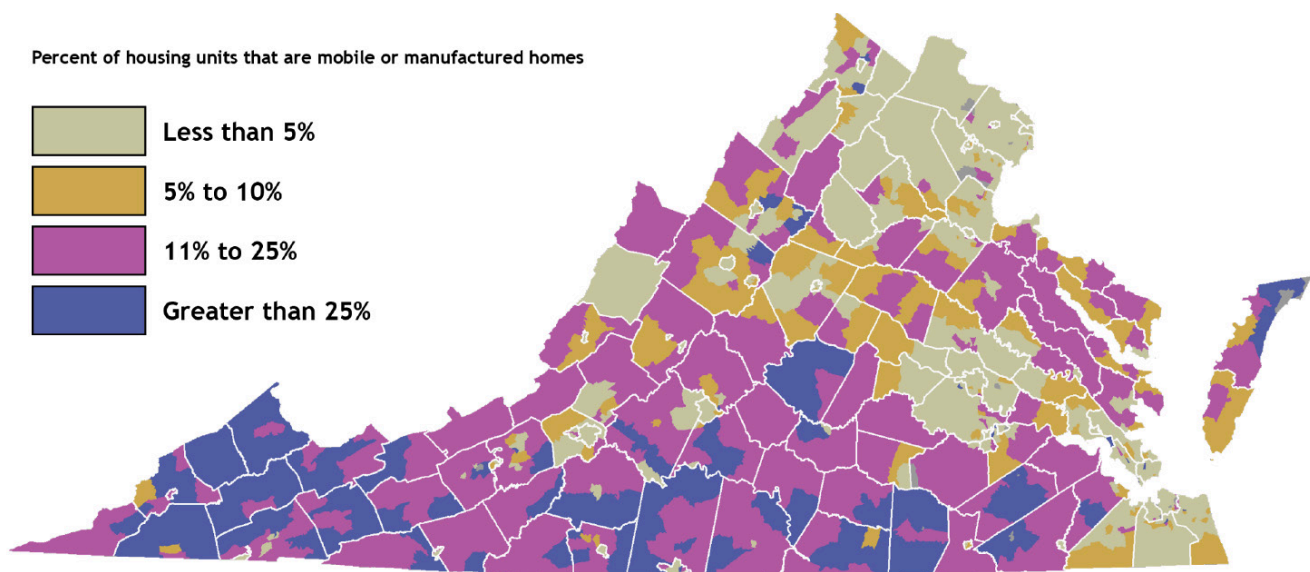 Percent of housing units that are mobile or manufactured homes
Less than 5%
5% to 10%
11% to 25%
Greater than 25%